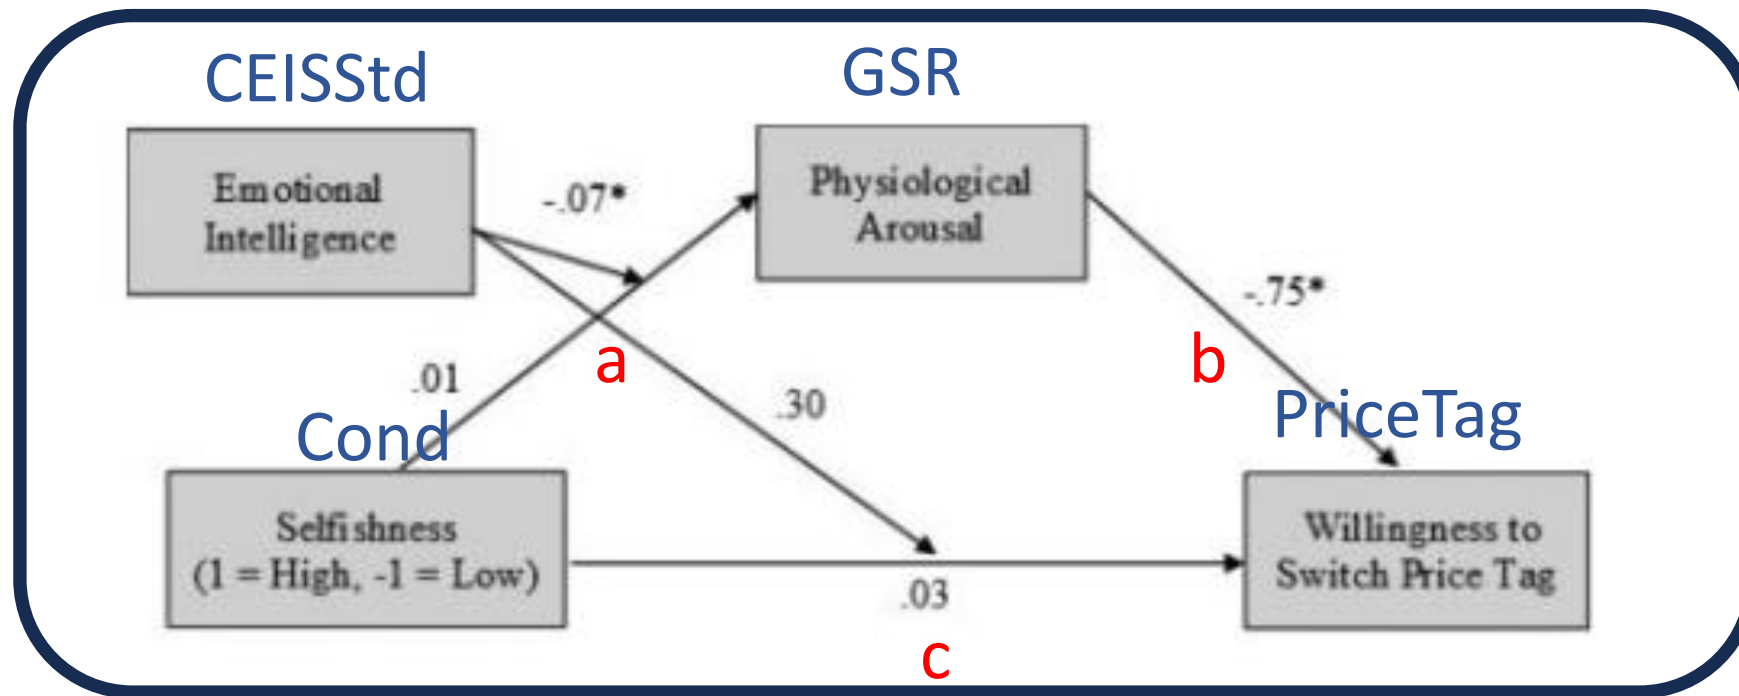 CEISStd
GSR
Emotional
Intelligence
-.07*
Physiological
Arousal
-.75*
a
b
.01
.30
Cond
PriceTag
Selfishness
(1 = High, -1 = Low)
.03
c
Willingness to
Switch Price Tag